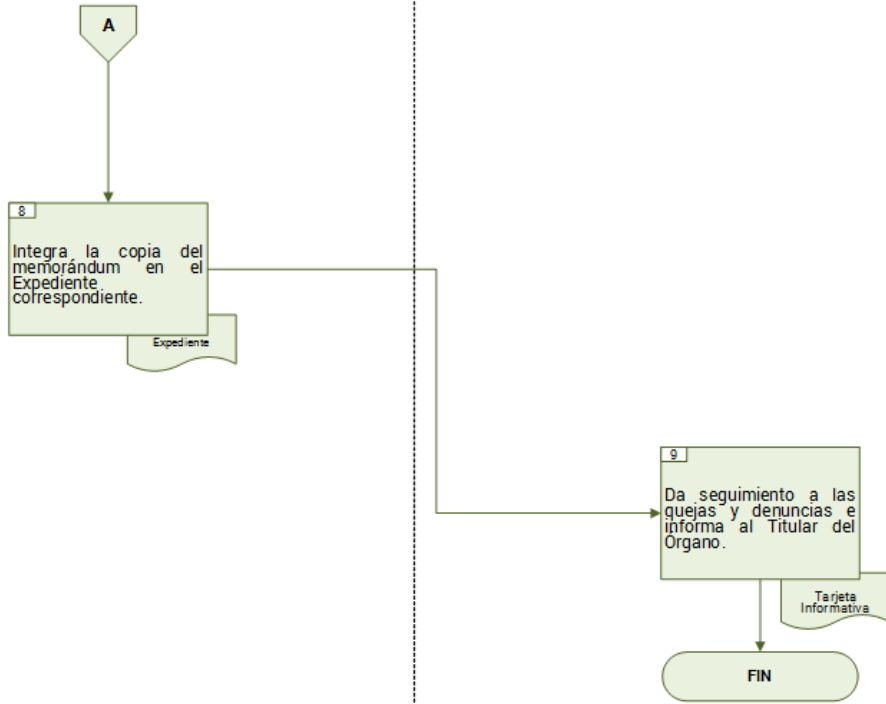 A
8
Integra la copia del
memorándum en el
Expediente
correspondiente.
Expediente
9
Da seguimiento a las
quejas y denuncias e
informa al Titular del
Órgano.
Tarjeta
Informativa
FIN